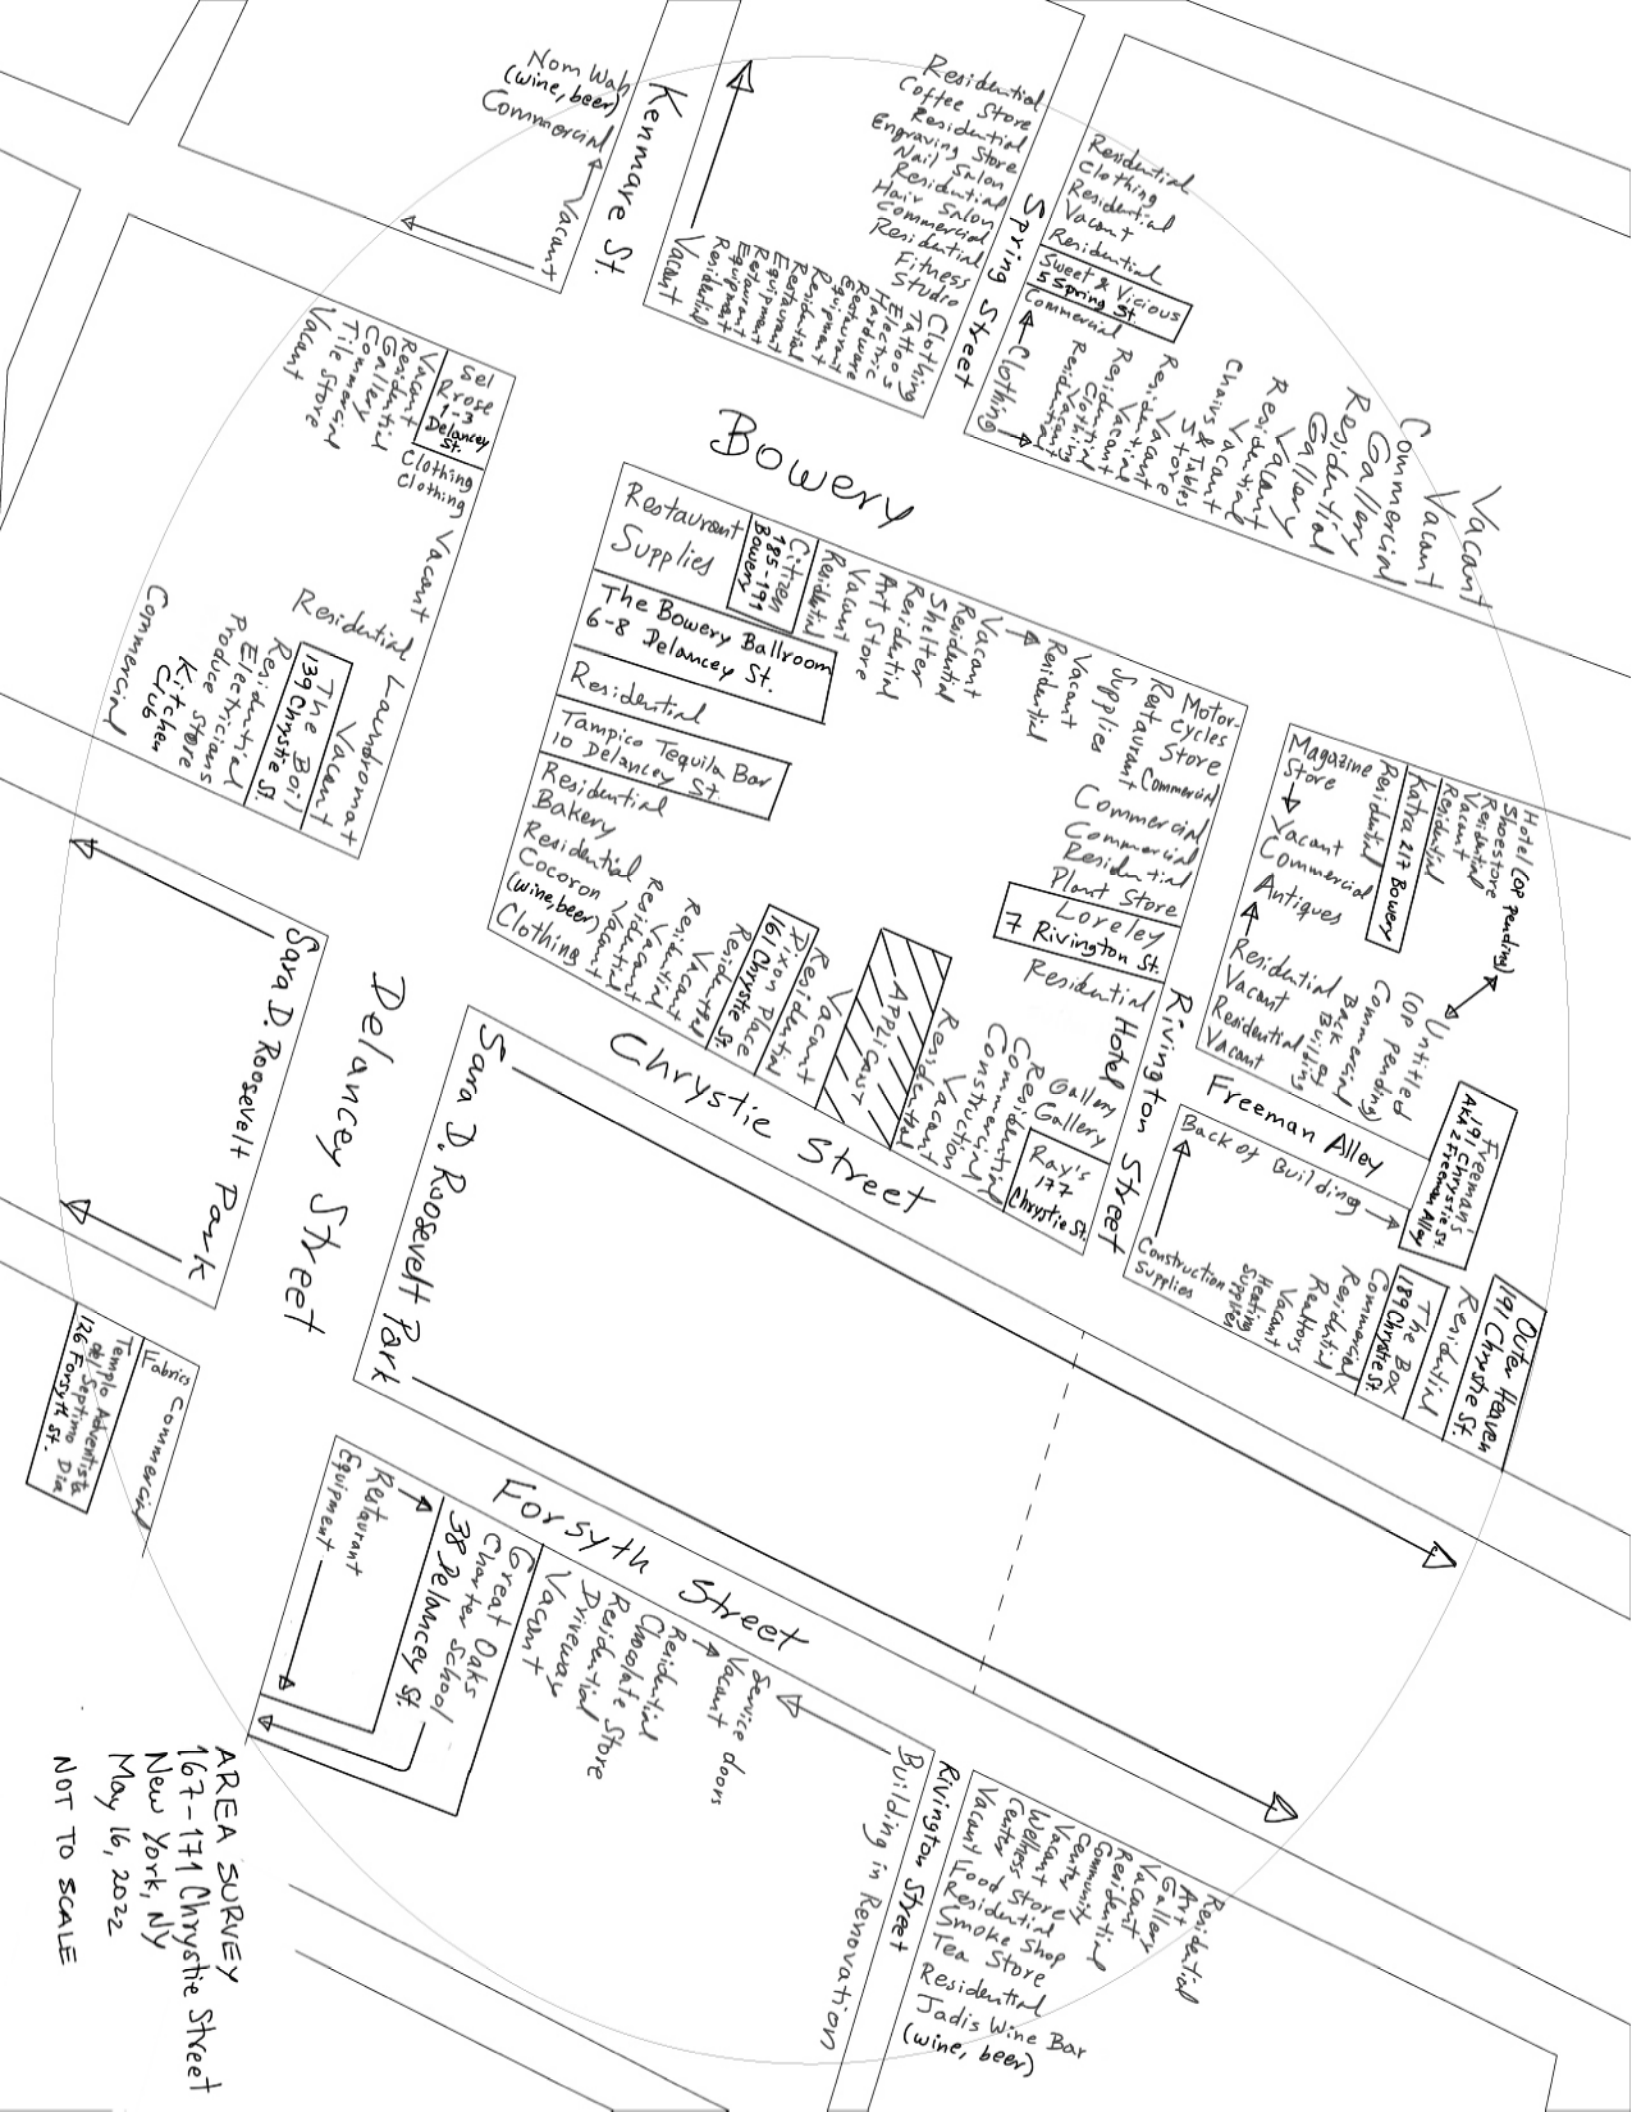 Nom Wah
(wine, beer)
Commercial
Vacant
Kenmare St.
Residential
Coffee Store
Residential
Engraving Store
Nail Salon
Residential
Hair Salon
Commercial
Residential
Fitness
Studio
Clothing
Tattoos
Electric
Hardware
Restaurant
Equipment
Residential
Restaurant
Equipment
Restaurant
Equipment
Residential
Vacant
Spring Street
Residential
Clothing
Residential
Vacant
Residential
Sweet & Vicious
5 Spring St.
Commercial
Clothing
Residential
Vacant
Clothing
Residential
Vacant
Residential
Vacant
Residential
Stores
Chairs & Tables
Vacant
Residential
Vacant
Residential
Gallery
Gallery
Residential
Gallery
Commercial
Vacant
Vacant
Bowery
Sel
Rose
1-3
Delancey
St.
Vacant
Residential
Gallery
Commercial
Tile Store
Vacant
Clothing
Clothing
Vacant
Residential
Laundromat
Vacant
The Boil
139 Chrystie St.
Residential
Electricians
Produce Store
Kitchen
Club
Commercial
Restaurant
Supplies
Citizen
185-191
Bowery
Residential
Vacant
Art Store
Residential
Shelter
Residential
Vacant
Residential
Vacant
Supplies
Restaurant
Motor-
Cycles
Store
Commercial
Commercial
Commercial
Residential
Plant Store
Loreley
7 Rivington St.
Residential
Hotel
Gallery
Gallery
Ray's
177
Chrystie St.
Residential
Commercial
Construction
Vacant
Residential
APPLICANT
Vacant
Residential
Pixon Place
161 Chrystie St.
Residential
Vacant
Residential
Vacant
Residential
Vacant
The Bowery Ballroom
6-8 Delancey St.
Residential
Tampico Tequila Bar
10 Delancey St.
Residential
Bakery
Residential
Cocoron
(wine, beer)
Clothing
Magazine
Store
Vacant
Commercial
Antiques
Residential
Vacant
Residential
Vacant
Residential
Katra 217 Bowery
Residential
Vacant
Residential
Shoestore
Hotel (OP pending)
Untitled
(OP pending)
Commercial
Back of
Building
Rivington Street
Freeman Alley
Freemans
191 Chrystie St.
AKA 2 Freeman Alley
Back of Building
Construction
Supplies
Heating
Supplies
Vacant
Realtors
Residential
Commercial
The Box
189 Chrystie St.
Residential
Outer Heaven
191 Chrystie St.
Chrystie Street
Sara D. Roosevelt Park
Delancey Street
Sara D. Roosevelt Park
Fabrics
Commercial
Templo Adventista
del Septimo Dia
126 Forsyth St.
Forsyth Street
Restaurant
Equipment
Great Oaks
Charter School
38 Delancey St.
Vacant
Driveway
Residential
Chocolate Store
Residential
Vacant
Service doors
Building in Renovation
Rivington Street
Residential
Art
Gallery
Vacant
Residential
Community
Center
Vacant
Wellness
Center
Vacant
Food Store
Residential
Smoke Shop
Tea Store
Residential
Jadis Wine Bar
(wine, beer)
AREA SURVEY
167-171 Chrystie Street
New York, NY
May 16, 2022
NOT TO SCALE